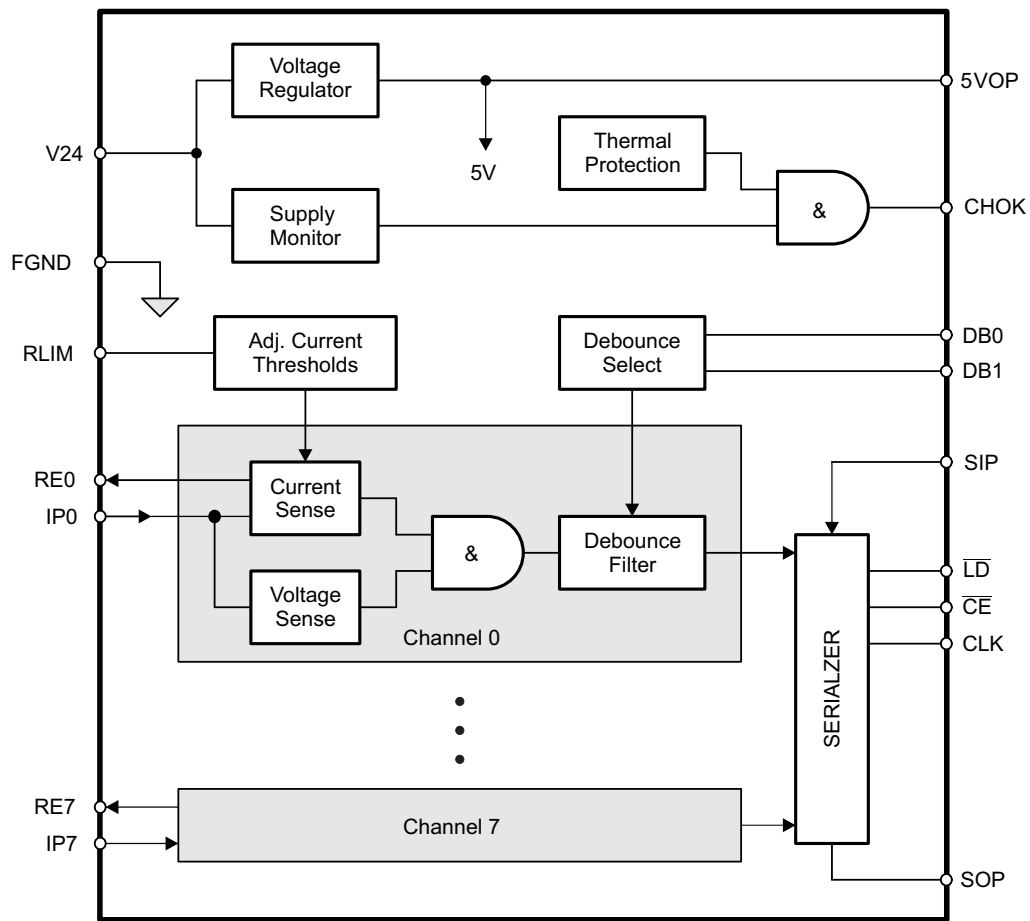 Voltage
Regulator
5VOP
Thermal
Protection
V24
5V
&
CHOK
Supply
Monitor
FGND
RLIM
Adj. Current
Thresholds
Debounce
Select
DB0
DB1
RE0
IP0
Current
Sense
&
Debounce
Filter
Voltage
Sense
Channel 0
SIP
LD
CE
CLK
SERIALZER
RE7
IP7
Channel 7
SOP